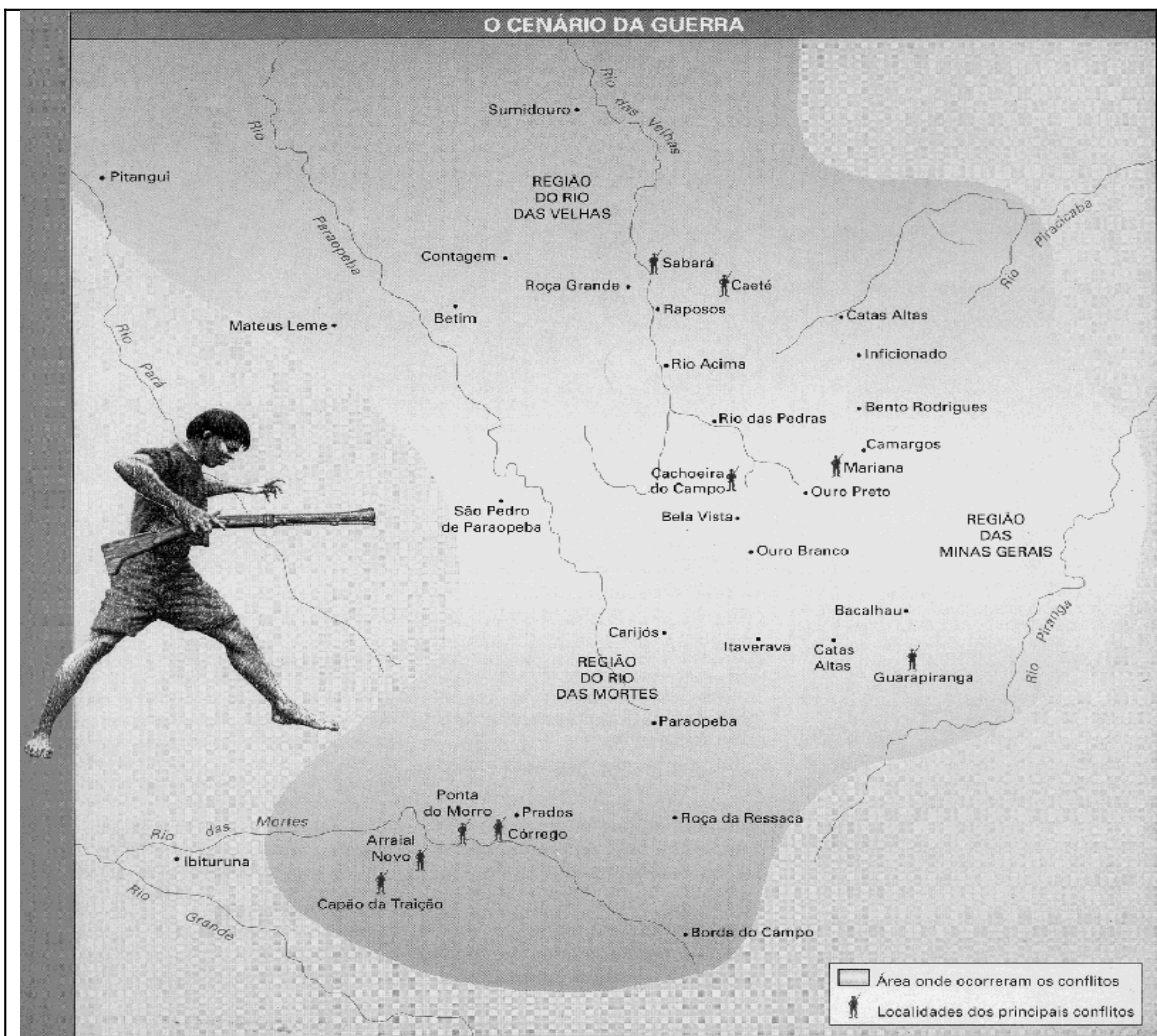 O CENÁRIO DA GUERRA
Rio das Velhas
Sumidouro
Rio
Paraopeba
Pitangui
REGIÃO
DO RIO
DAS VELHAS
Rio Piracicaba
Contagem
Sabará
Roça Grande
Caeté
Betim
Raposos
Mateus Leme
Catas Altas
Rio Pará
Inficionado
Rio Acima
Bento Rodrigues
Rio das Pedras
Camargos
Mariana
Cachoeira
do Campo
Ouro Preto
São Pedro
de Paraopeba
Bela Vista
REGIÃO
DAS
MINAS GERAIS
Ouro Branco
Bacalhau
Rio Piranga
Carijós
Itaverava
Catas
Altas
Guarapiranga
REGIÃO
DO RIO
DAS MORTES
Paraopeba
Ponta
do Morro
Prados
Roça da Ressaca
Rio das Mortes
Córrego
Arraial
Novo
Ibituruna
Rio Grande
Capão da Traição
Borda do Campo
Área onde ocorreram os conflitos
Localidades dos principais conflitos